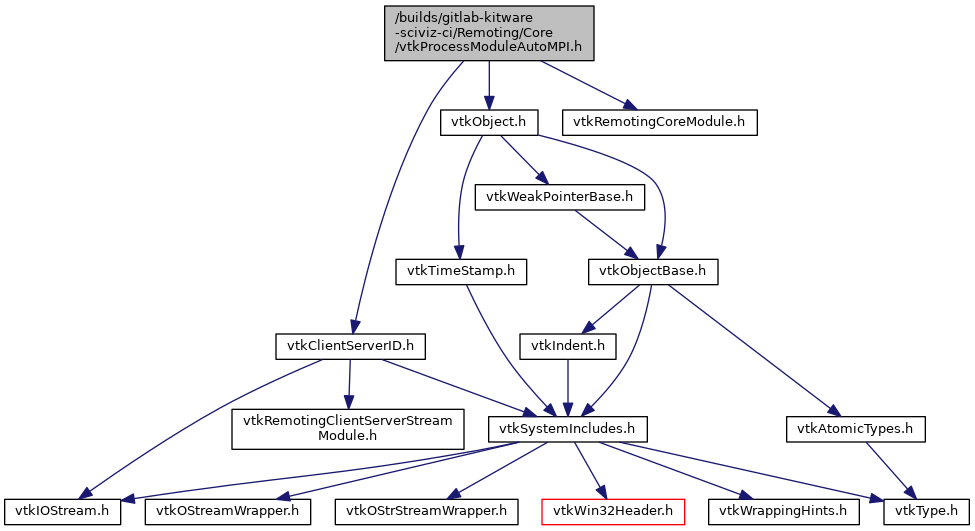 /builds/gitlab-kitware
-sciviz-ci/Remoting/Core
/vtkProcessModuleAutoMPI.h
vtkObject.h
vtkRemotingCoreModule.h
vtkWeakPointerBase.h
vtkTimeStamp.h
vtkObjectBase.h
vtkClientServerID.h
vtkIndent.h
vtkRemotingClientServerStream
Module.h
vtkSystemIncludes.h
vtkAtomicTypes.h
vtkIOStream.h
vtkOStreamWrapper.h
vtkOStrStreamWrapper.h
vtkWin32Header.h
vtkWrappingHints.h
vtkType.h